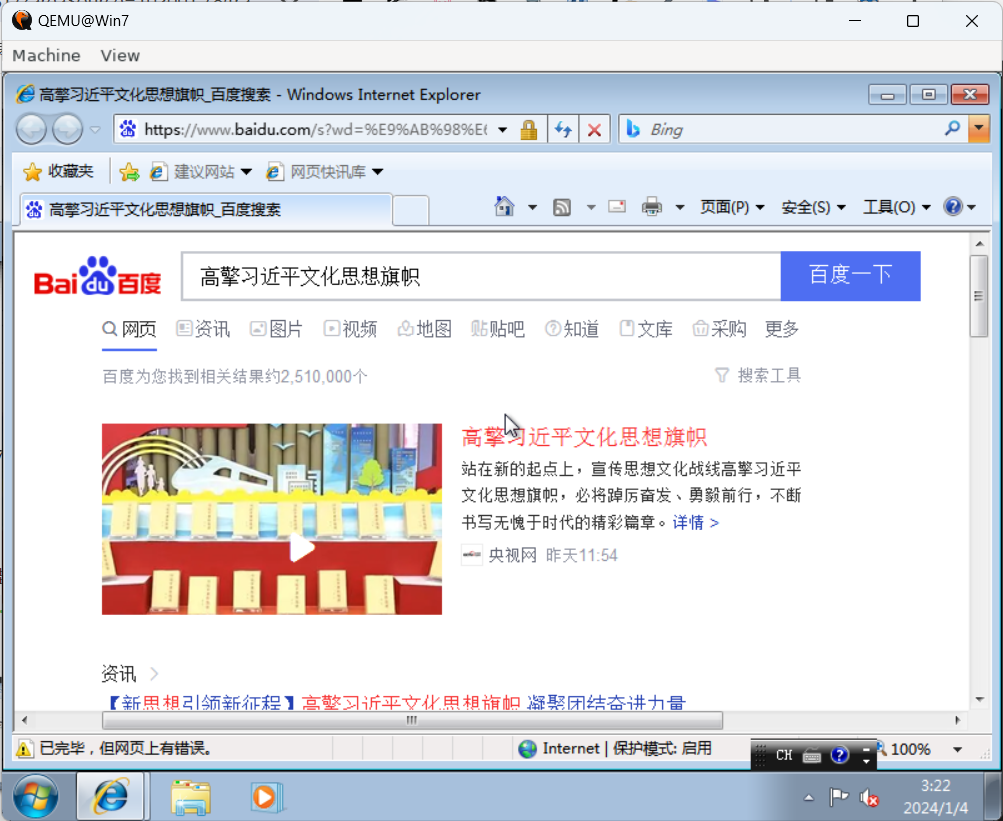 QEMU@Win7
Machine View
高擎习近平文化思想旗帜_百度搜索 - Windows Internet Explorer
https://www.baidu.com/s?wd=%E9%AB%98%E6
Bing
收藏夹 建议网站 网页快讯库
高擎习近平文化思想旗帜_百度搜索
页面(P) 安全(S) 工具(O)
Bai du 百度 高擎习近平文化思想旗帜 百度一下
网页 资讯 图片 视频 地图 贴吧 知道 文库 采购 更多
百度为您找到相关结果约2,510,000个 搜索工具
高擎习近平文化思想旗帜
站在新的起点上，宣传思想文化战线高擎习近平
文化思想旗帜，必将踔厉奋发、勇毅前行，不断
书写无愧于时代的精彩篇章。详情 >
央视网 昨天11:54
资讯
【新思想引领新征程】高擎习近平文化思想旗帜 凝聚团结奋进力量
已完毕，但网页上有错误。 Internet | 保护模式: 启用 CH 100%
3:22
2024/1/4